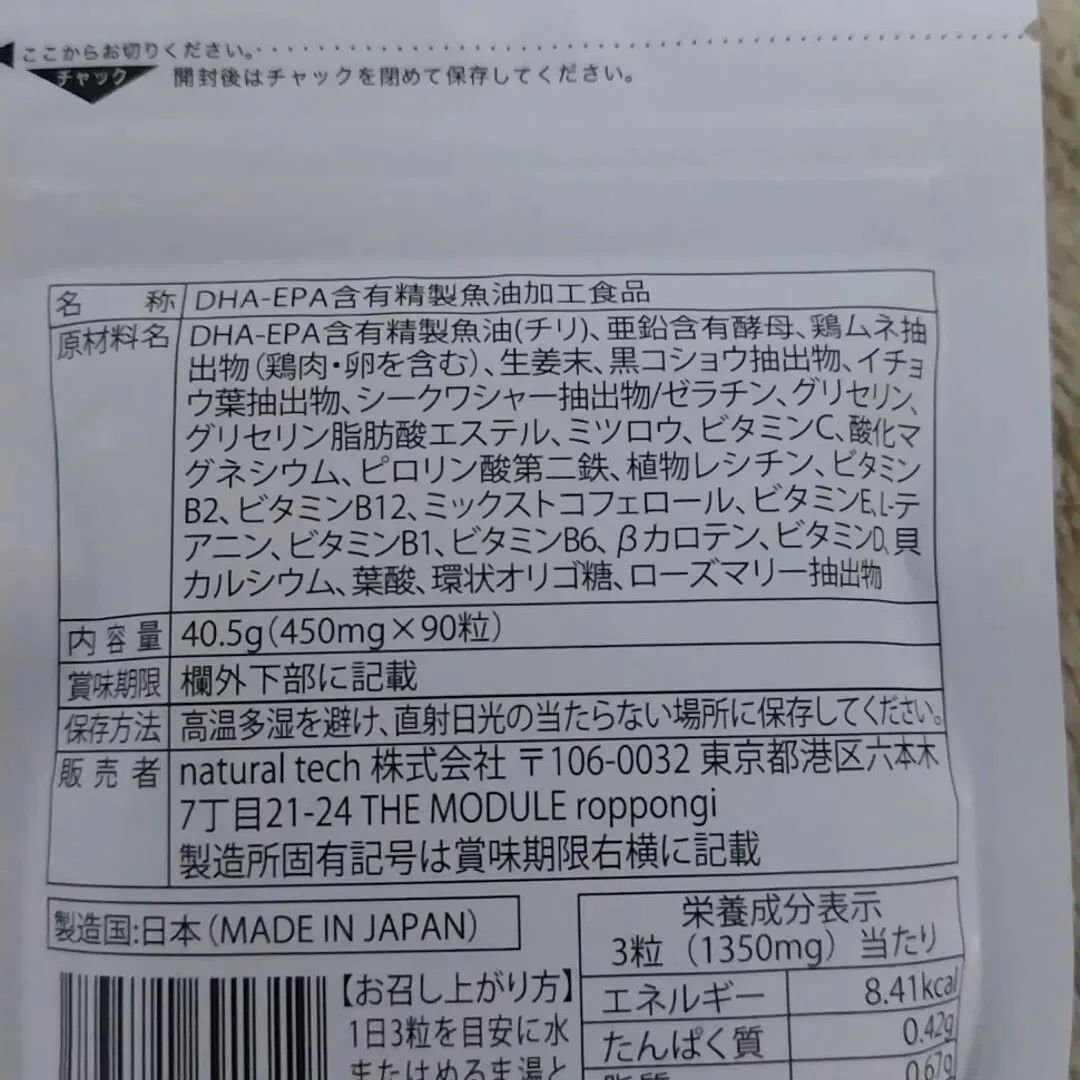 ここからお切りください。
チャック 開封後はチャックを閉めて保存してください。
名 称 DHA-EPA含有精製魚油加工食品
原材料名 DHA-EPA含有精製魚油(チリ)、亜鉛含有酵母、鶏ムネ抽
出物(鶏肉・卵を含む)、生姜末、黒コショウ抽出物、イチョ
ウ葉抽出物、シークワシャー抽出物/ゼラチン、グリセリン、
グリセリン脂肪酸エステル、ミツロウ、ビタミンC、酸化マ
グネシウム、ピロリン酸第二鉄、植物レシチン、ビタミン
B2、ビタミンB12、ミックストコフェロール、ビタミンE、L-テ
アニン、ビタミンB1、ビタミンB6、βカロテン、ビタミンD、貝
カルシウム、葉酸、環状オリゴ糖、ローズマリー抽出物
内容量 40.5g(450mg×90粒)
賞味期限 欄外下部に記載
保存方法 高温多湿を避け、直射日光の当たらない場所に保存してください。
販売者 natural tech 株式会社 〒106-0032 東京都港区六本木
7丁目21-24 THE MODULE roppongi
製造所固有記号は賞味期限右横に記載
製造国:日本(MADE IN JAPAN)
【お召し上がり方】
1日3粒を目安に水
またはぬるま湯と
栄養成分表示
3粒(1350mg)当たり
エネルギー 8.41kcal
たんぱく質 0.42g
脂質 0.67g